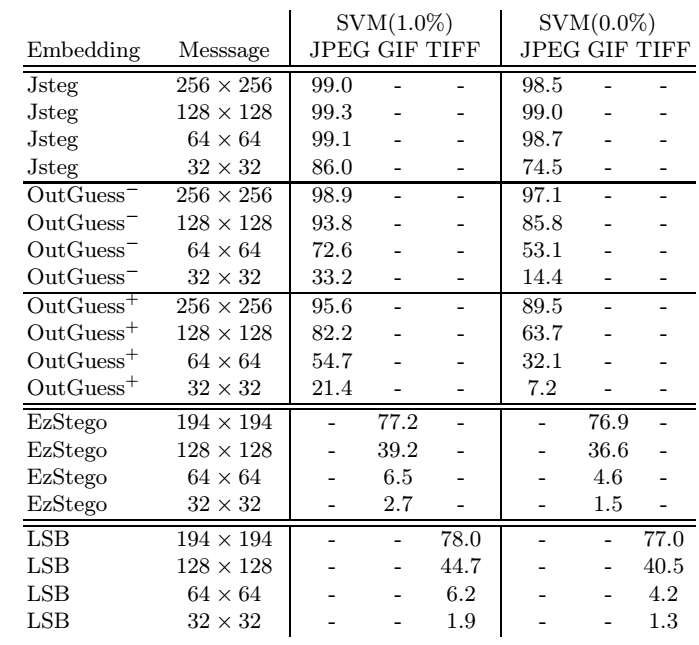 SVM(1.0%) SVM(0.0%)
Embedding Messsage JPEG GIF TIFF JPEG GIF TIFF
Jsteg 256 × 256 99.0 - - 98.5 - -
Jsteg 128 × 128 99.3 - - 99.0 - -
Jsteg 64 × 64 99.1 - - 98.7 - -
Jsteg 32 × 32 86.0 - - 74.5 - -
OutGuess⁻ 256 × 256 98.9 - - 97.1 - -
OutGuess⁻ 128 × 128 93.8 - - 85.8 - -
OutGuess⁻ 64 × 64 72.6 - - 53.1 - -
OutGuess⁻ 32 × 32 33.2 - - 14.4 - -
OutGuess⁺ 256 × 256 95.6 - - 89.5 - -
OutGuess⁺ 128 × 128 82.2 - - 63.7 - -
OutGuess⁺ 64 × 64 54.7 - - 32.1 - -
OutGuess⁺ 32 × 32 21.4 - - 7.2 - -
EzStego 194 × 194 - 77.2 - - 76.9 -
EzStego 128 × 128 - 39.2 - - 36.6 -
EzStego 64 × 64 - 6.5 - - 4.6 -
EzStego 32 × 32 - 2.7 - - 1.5 -
LSB 194 × 194 - - 78.0 - - 77.0
LSB 128 × 128 - - 44.7 - - 40.5
LSB 64 × 64 - - 6.2 - - 4.2
LSB 32 × 32 - - 1.9 - - 1.3